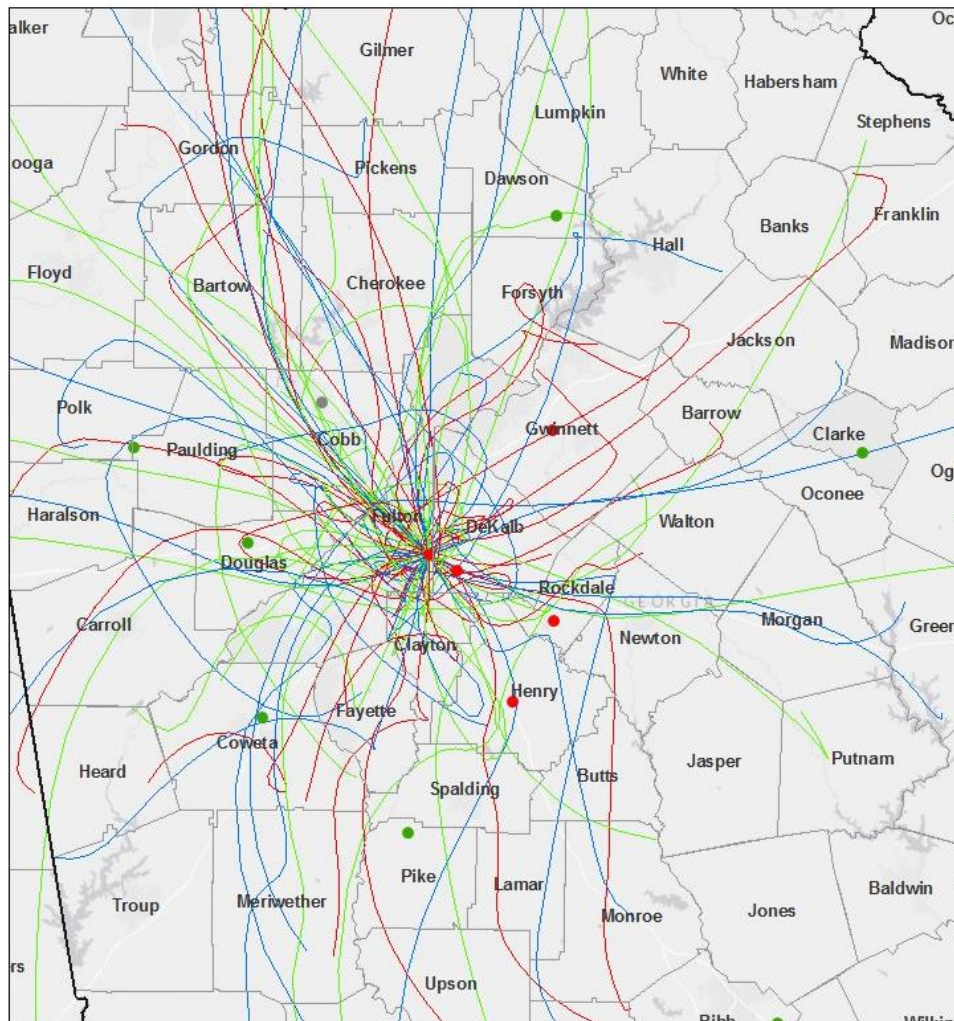 Oc
alker
Gilmer
White
Habersham
Lumpkin
Stephens
Gordon
ooga
Pickens
Dawson
Franklin
Banks
Hall
Floyd
Bartow
Cherokee
Forsyth
Jackson
Madison
Polk
Barrow
Gwinnett
Clarke
Cobb
Paulding
Og
Oconee
Haralson
Fulton
DeKalb
Walton
Douglas
Rockdale
GEORGIA
Carroll
Morgan
Green
Newton
Clayton
Henry
Fayette
Coweta
Heard
Butts
Jasper
Putnam
Spalding
Pike
Lamar
Baldwin
Troup
Meriwether
Monroe
Jones
rs
Upson
Bibb
Wilkin